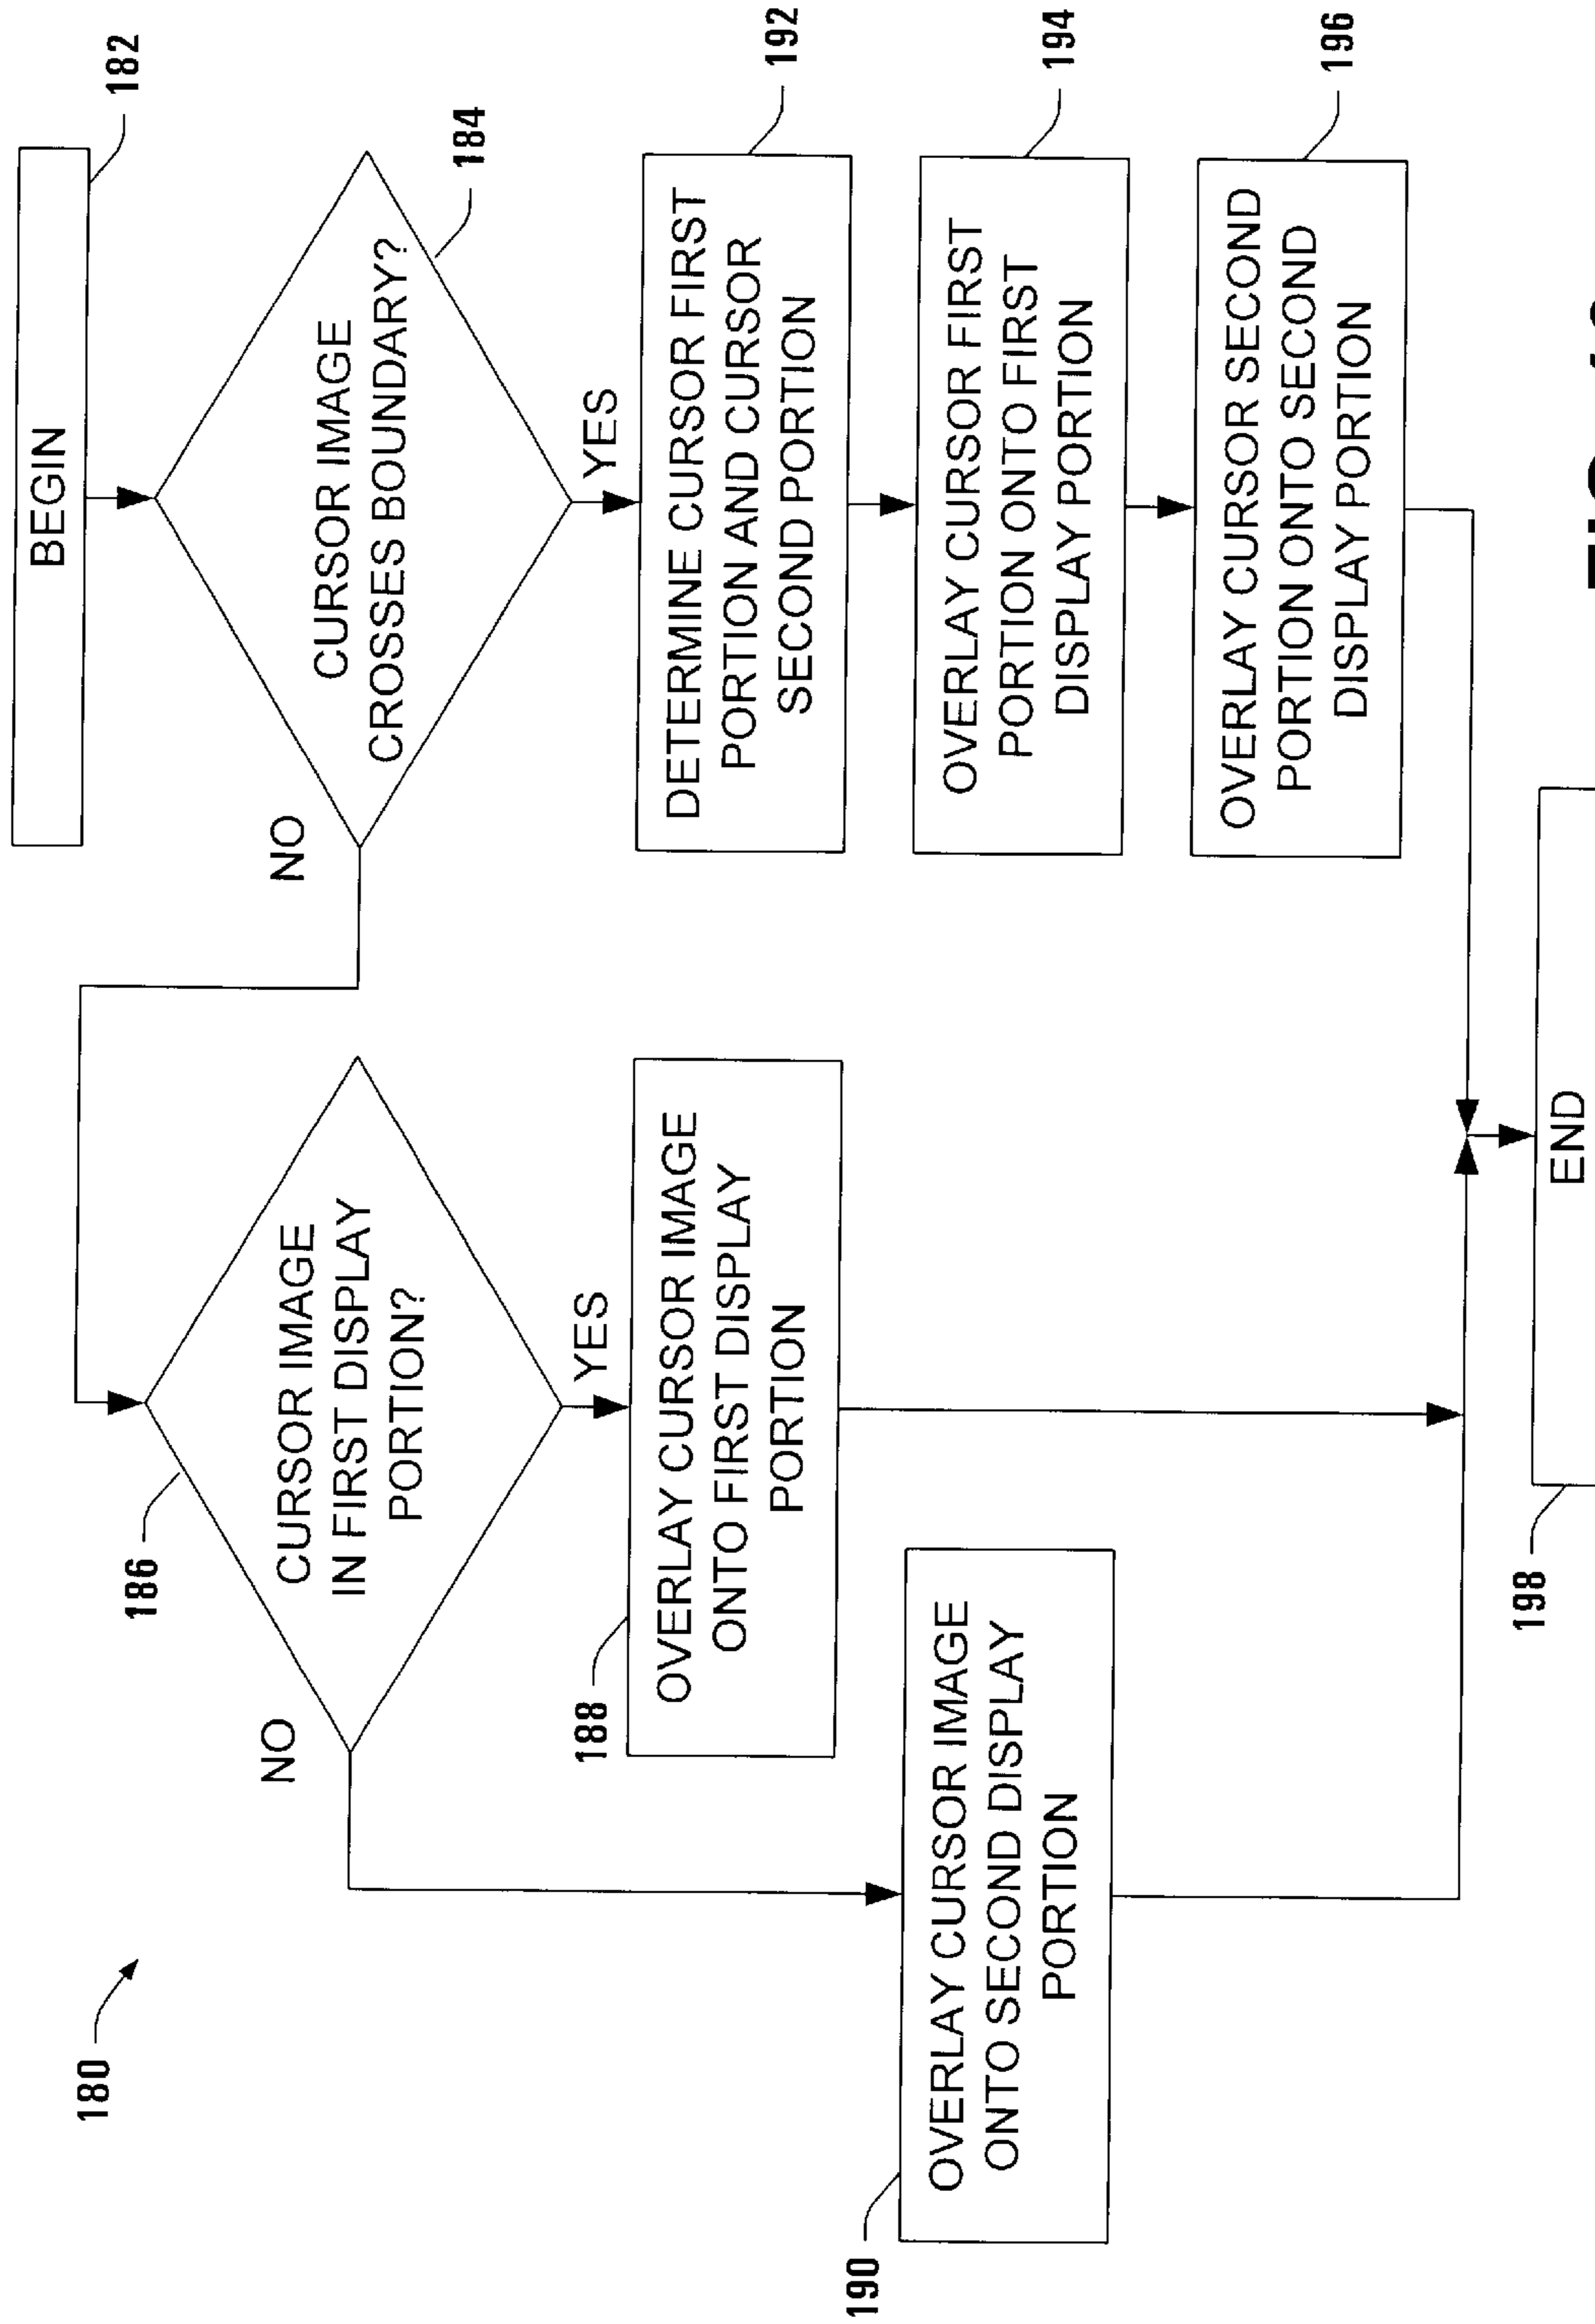 180
BEGIN
182
CURSOR IMAGE
CROSSES BOUNDARY?
184
NO
YES
186
CURSOR IMAGE
IN FIRST DISPLAY
PORTION?
NO
YES
188
OVERLAY CURSOR IMAGE
ONTO FIRST DISPLAY
PORTION
190
OVERLAY CURSOR IMAGE
ONTO SECOND DISPLAY
PORTION
DETERMINE CURSOR FIRST
PORTION AND CURSOR
SECOND PORTION
192
OVERLAY CURSOR FIRST
PORTION ONTO FIRST
DISPLAY PORTION
194
OVERLAY CURSOR SECOND
PORTION ONTO SECOND
DISPLAY PORTION
196
198
END